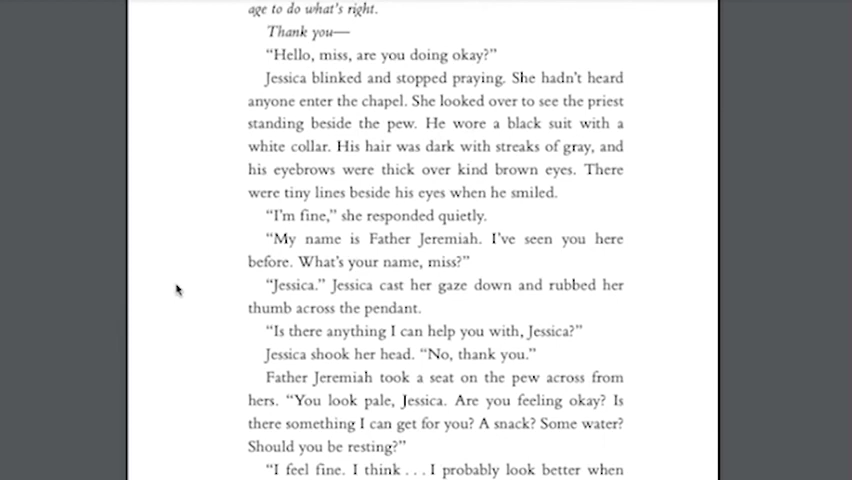 age to do what's right.
Thank you—
“Hello, miss, are you doing okay?”
Jessica blinked and stopped praying. She hadn't heard
anyone enter the chapel. She looked over to see the priest
standing beside the pew. He wore a black suit with a
white collar. His hair was dark with streaks of gray, and
his eyebrows were thick over kind brown eyes. There
were tiny lines beside his eyes when he smiled.
“I'm fine,” she responded quietly.
“My name is Father Jeremiah. I've seen you here
before. What's your name, miss?”
“Jessica.” Jessica cast her gaze down and rubbed her
thumb across the pendant.
“Is there anything I can help you with, Jessica?”
Jessica shook her head. “No, thank you.”
Father Jeremiah took a seat on the pew across from
hers. “You look pale, Jessica. Are you feeling okay? Is
there something I can get for you? A snack? Some water?
Should you be resting?”
“I feel fine. I think . . . I probably look better when